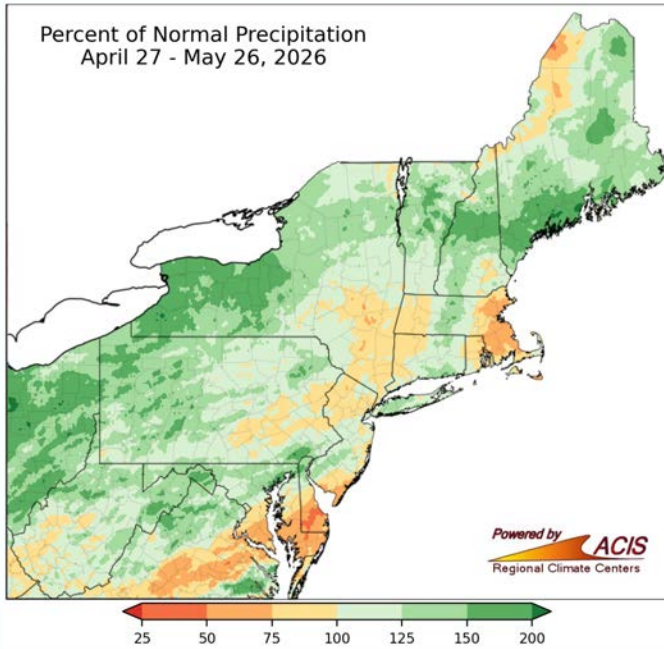 Percent of Normal Precipitation
April 27 - May 26, 2026
Powered by
ACIS
Regional Climate Centers
25 50 75 100 125 150 200